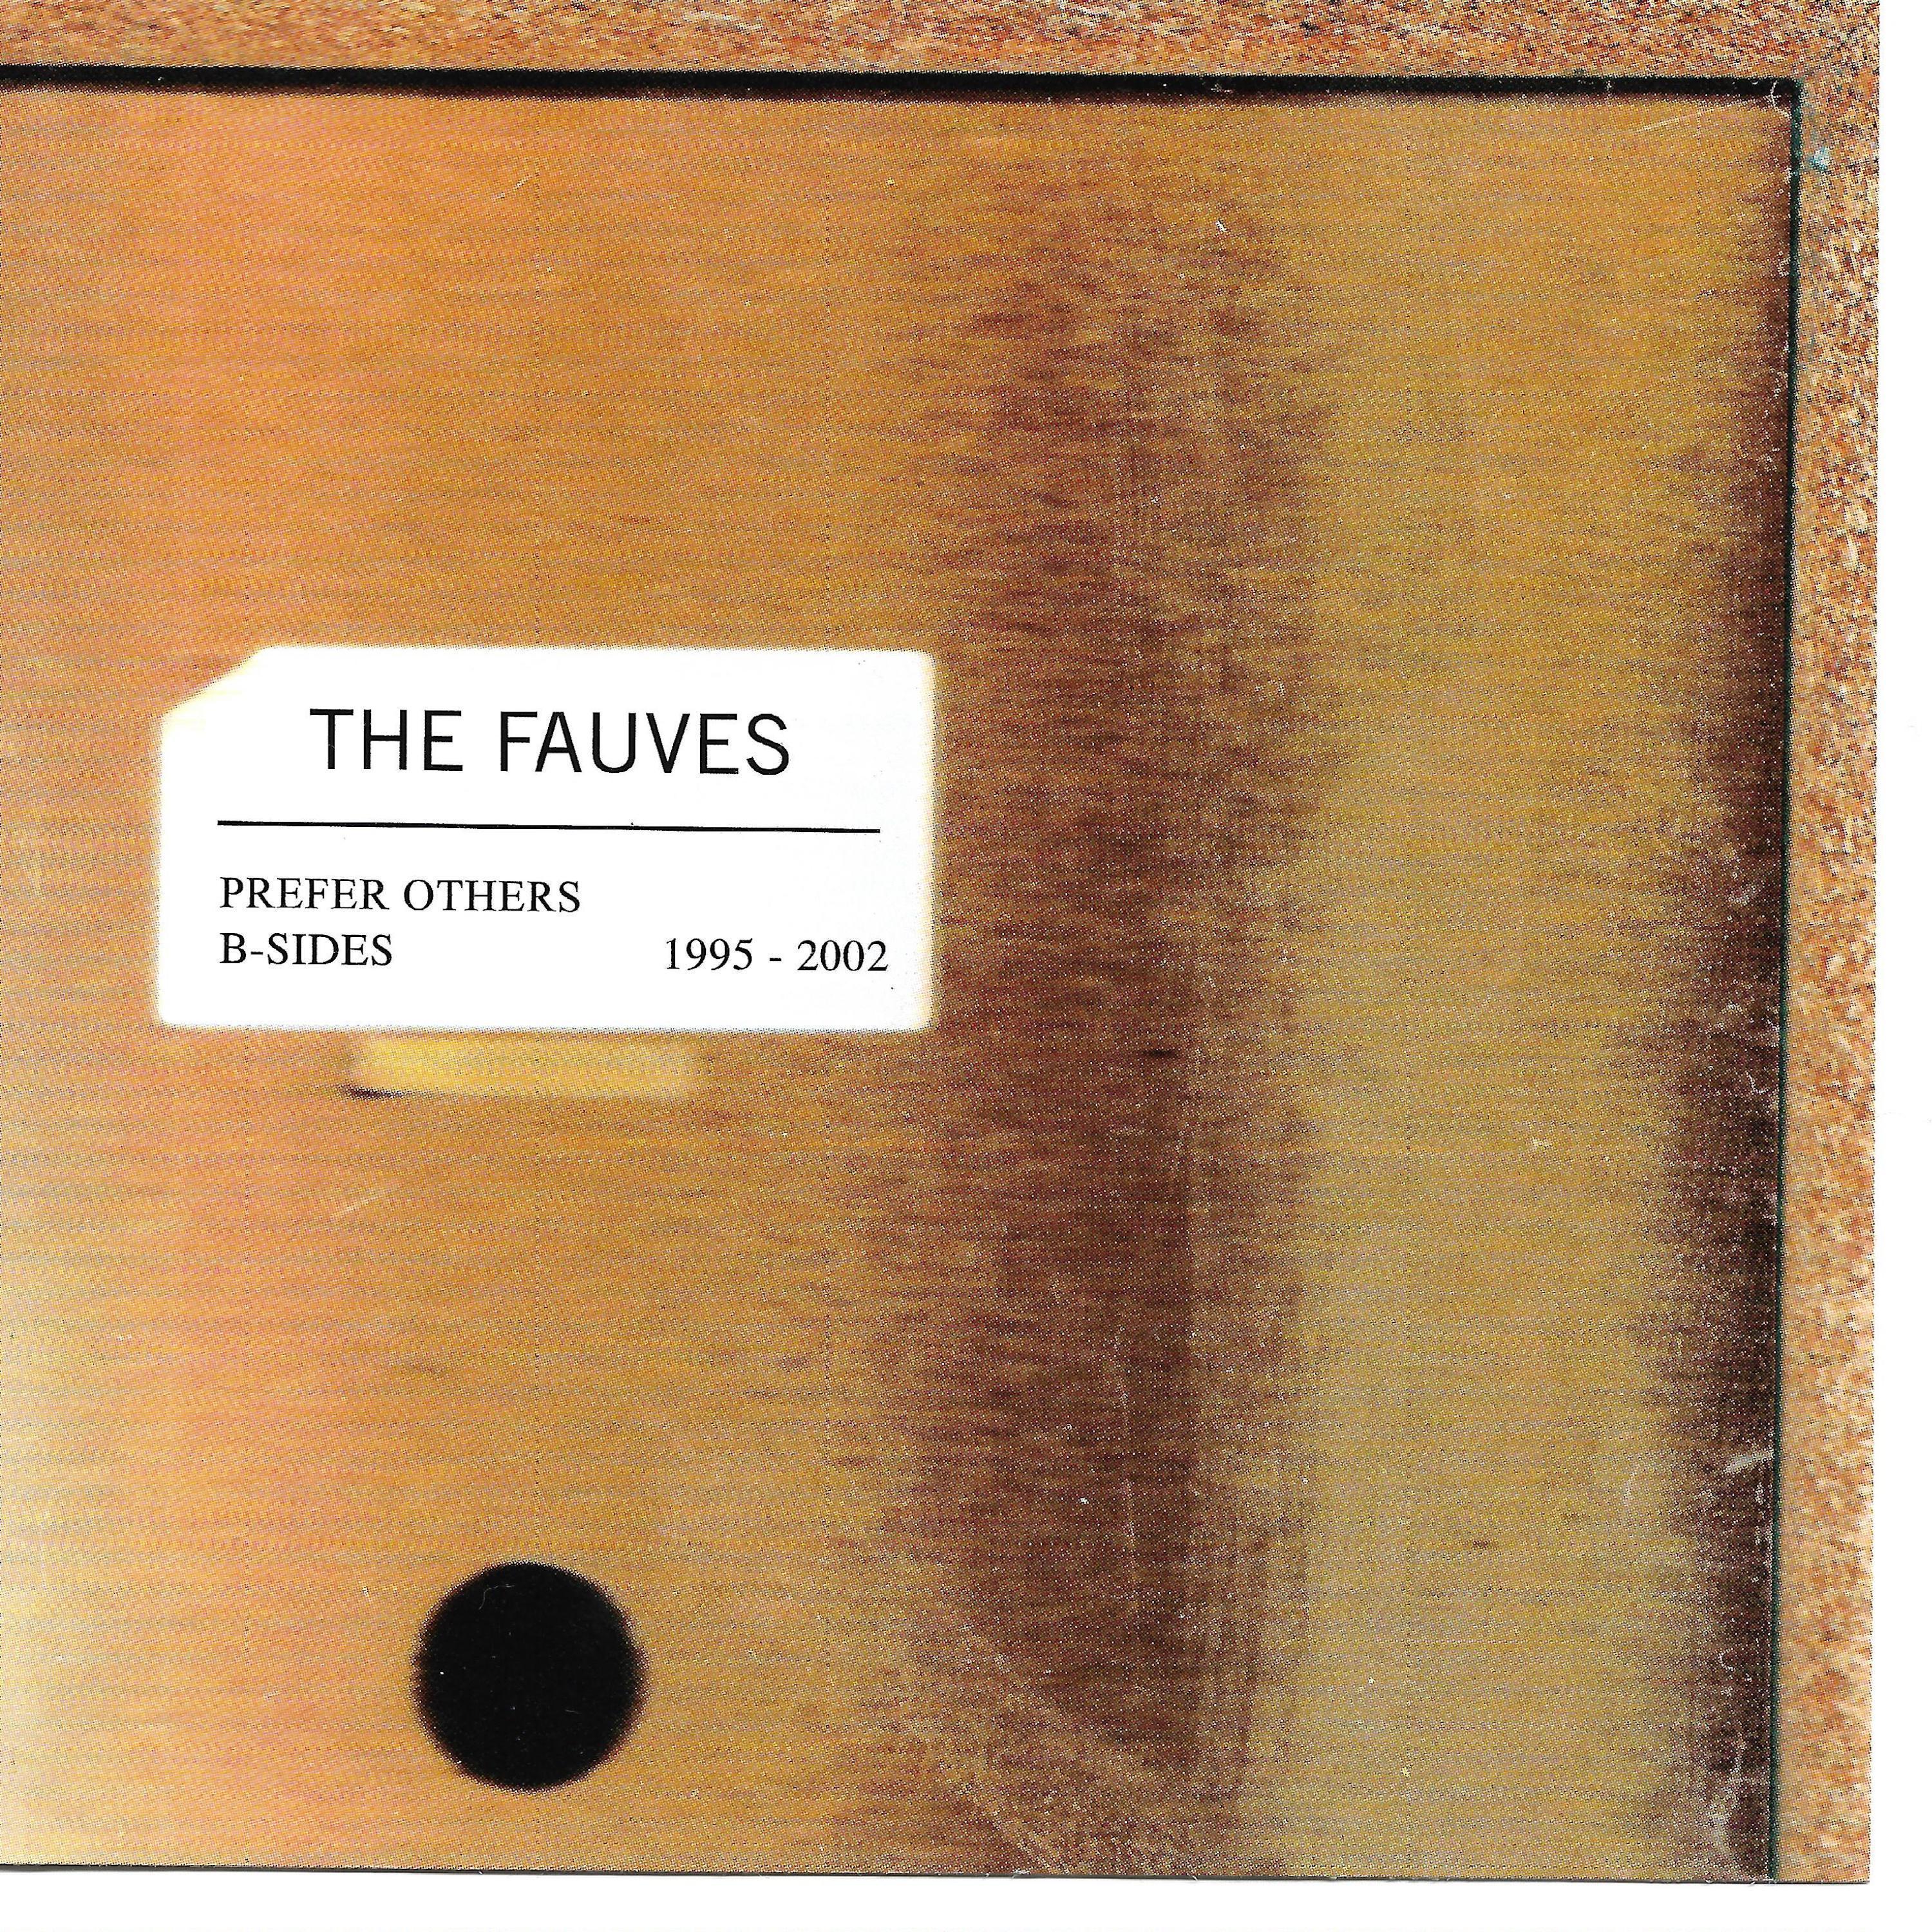 THE FAUVES
PREFER OTHERS
B-SIDES 1995 - 2002